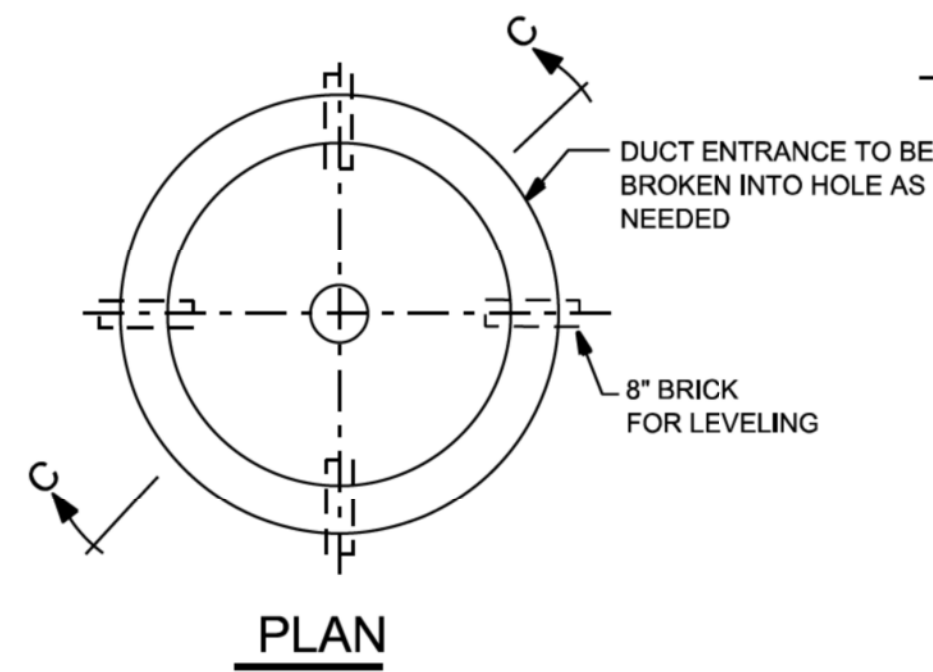 C
DUCT ENTRANCE TO BE
BROKEN INTO HOLE AS
NEEDED
8" BRICK
FOR LEVELING
C
PLAN